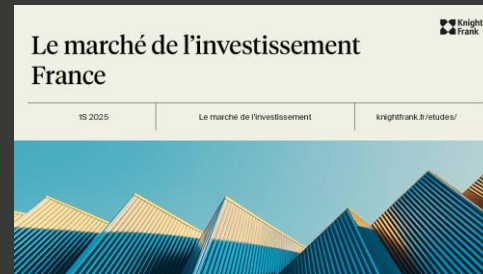 Knight
Frank
Le marché de l'investissement
France
1S 2025
Le marché de l'investissement
knightfrank.fr/etudes/